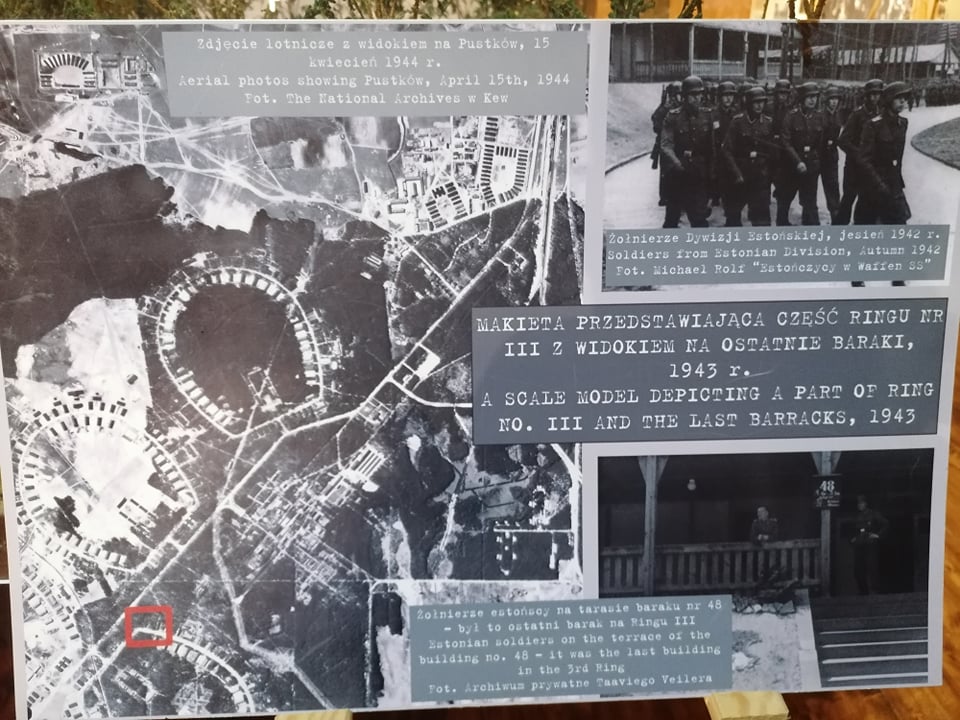 Zdjęcie lotnicze z widokiem na Pustków, 15
kwiecień 1944 r.
Aerial photos showing Pustków, April 15th, 1944
Fot. The National Archives w Kew
Żołnierze Dywizji Estońskiej, jesień 1942 r.
Soldiers from Estonian Division, Autumn 1942
Fot. Michael Rolf "Estończycy w Waffen SS"
MAKIETA PRZEDSTAWIAJĄCA CZĘŚĆ RINGU NR
III Z WIDOKIEM NA OSTATNIE BARAKI,
1943 r.
A SCALE MODEL DEPICTING A PART OF RING
NO. III AND THE LAST BARRACKS, 1943
48
Żołnierze estońscy na tarasie baraku nr 48
- był to ostatni barak na Ringu III
Estonian soldiers on the terrace of the
building no. 48 - it was the last building
in the 3rd Ring
Fot. Archiwum prywatne Taaviego Veilera